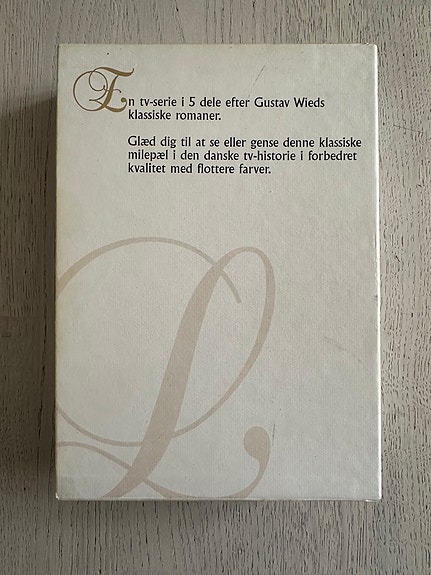 En tv-serie i 5 dele efter Gustav Wieds
klassiske romaner.
Glæd dig til at se eller gense denne klassiske
milepæl i den danske tv-historie i forbedret
kvalitet med flottere farver.
L